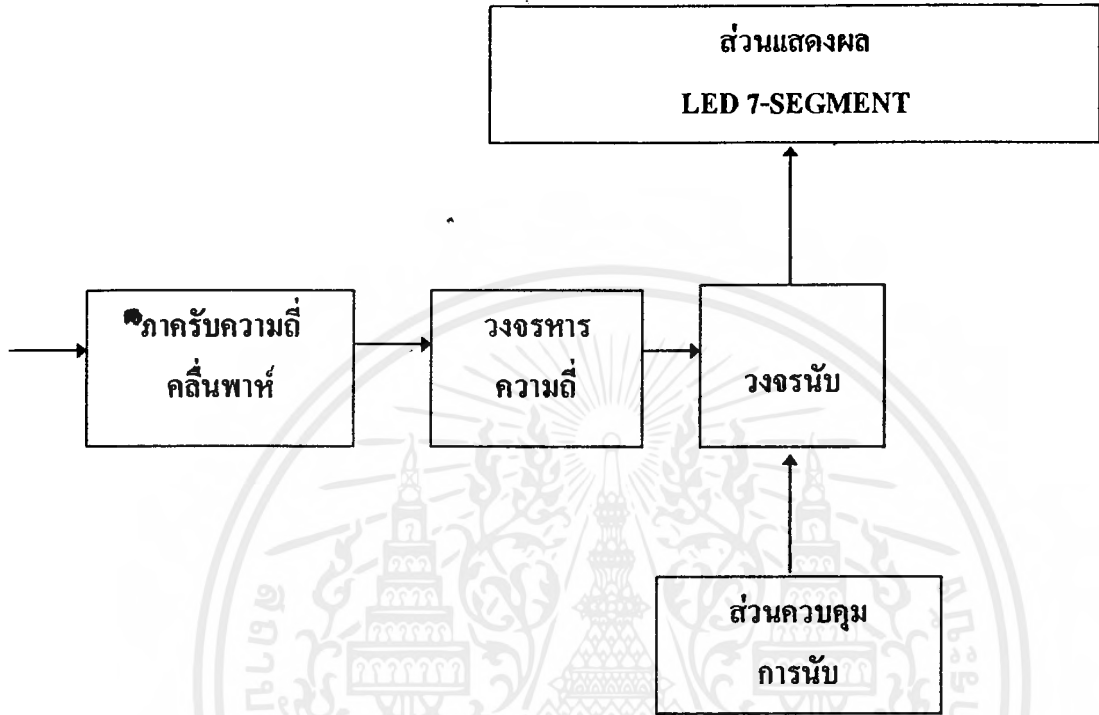 ส่วนแสดงผล
LED 7-SEGMENT
ภาครับความถี่
คลื่นพาห์
วงจรหาร
ความถี่
วงจรนับ
ส่วนควบคุม
การนับ